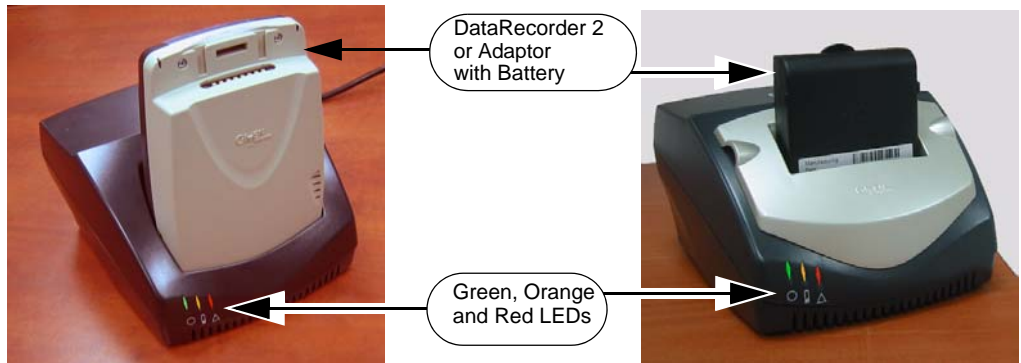 DataRecorder 2
or Adaptor
with Battery
Green, Orange
and Red LEDs